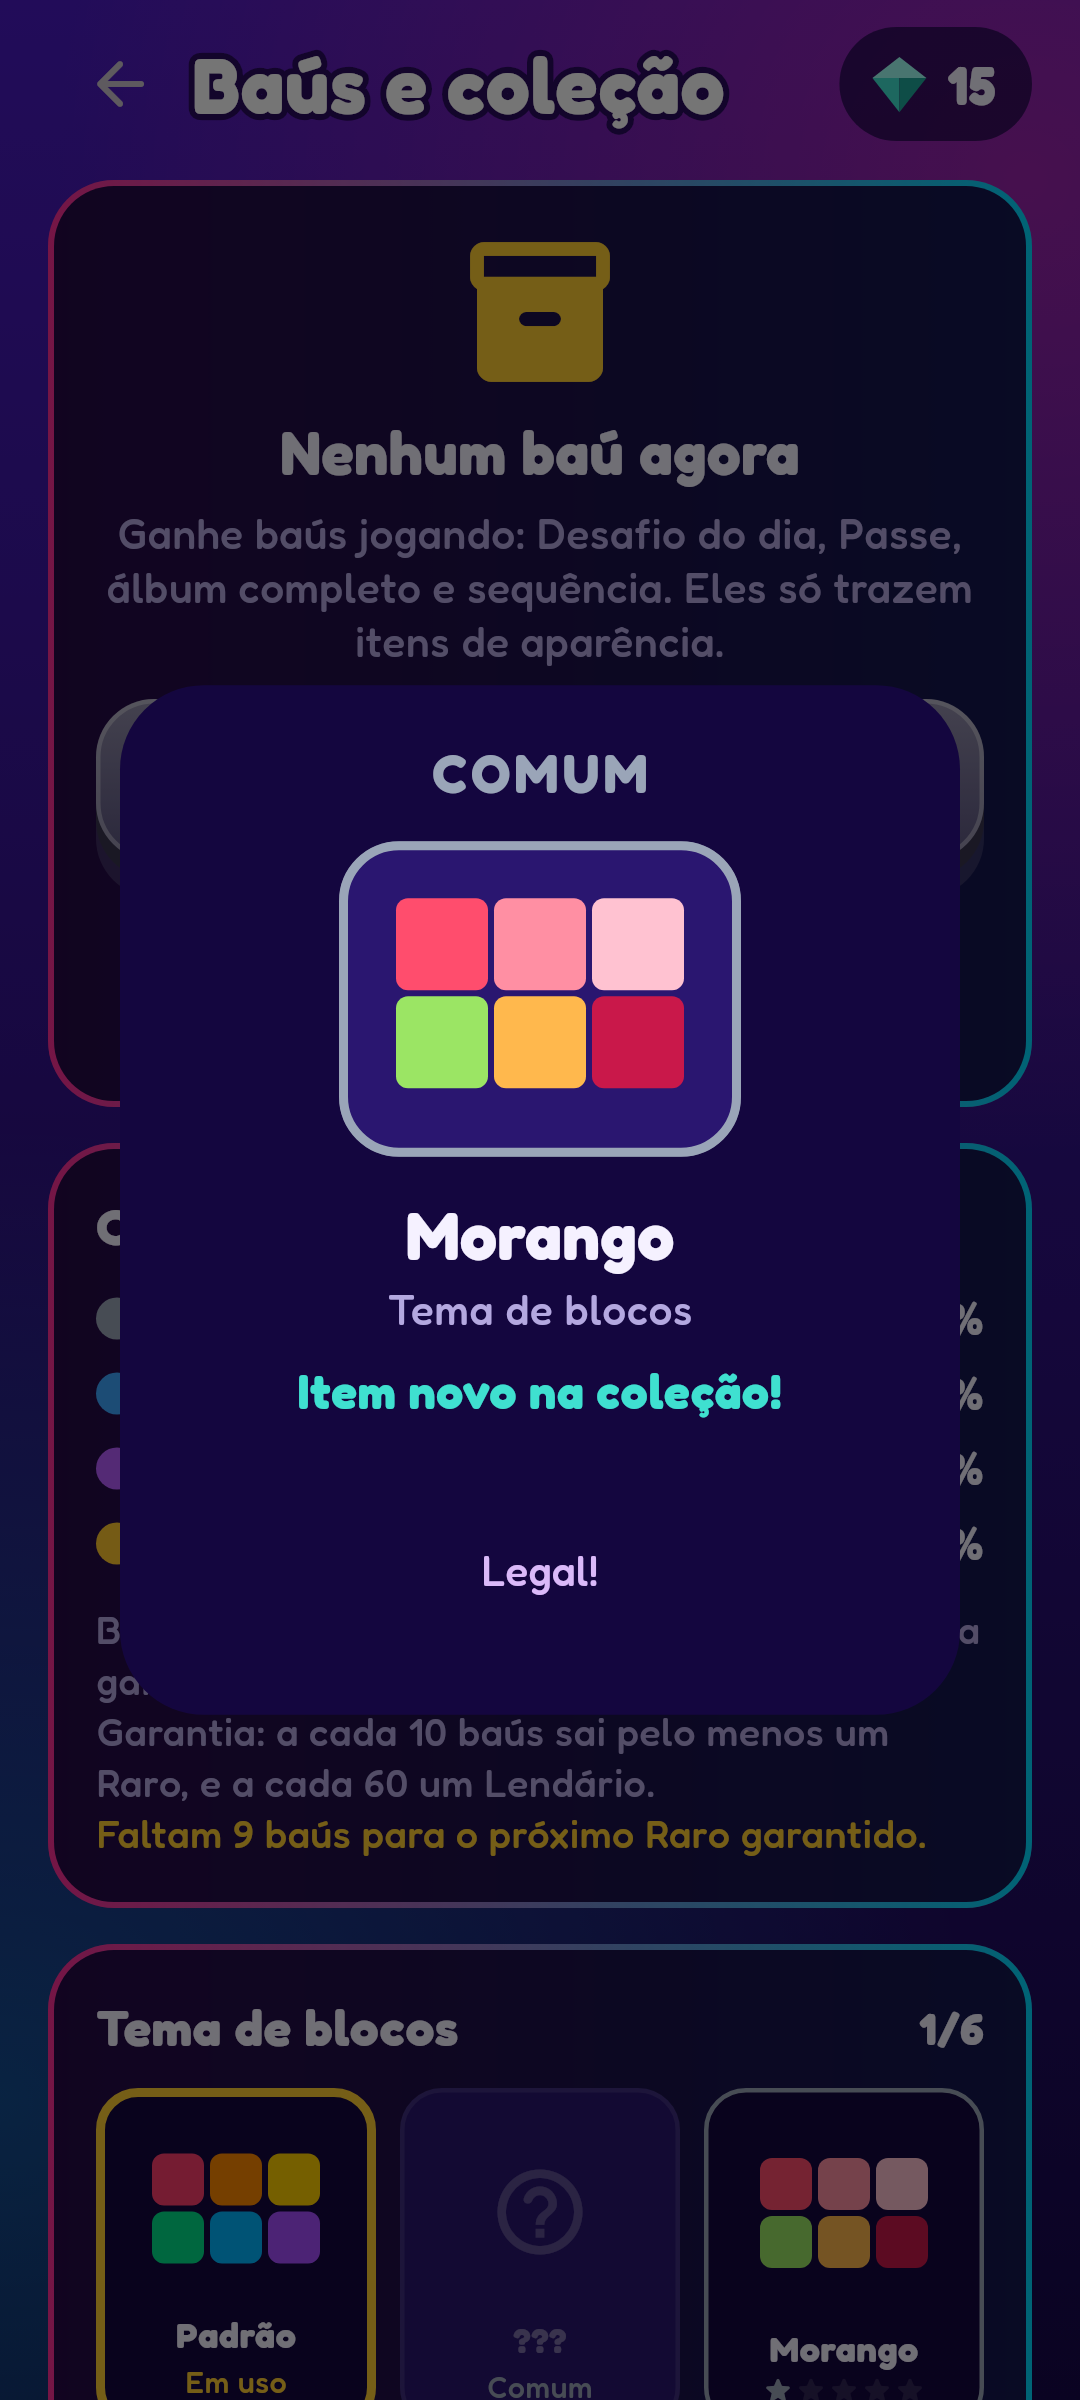 Baús e coleção
15
Nenhum baú agora
Ganhe baús jogando: Desafio do dia, Passe,
álbum completo e sequência. Eles só trazem
itens de aparência.
COMUM
Morango
Tema de blocos
Item novo na coleção!
Legal!
%
%
%
%
Garantia: a cada 10 baús sai pelo menos um
Raro, e a cada 60 um Lendário.
Faltam 9 baús para o próximo Raro garantido.
Tema de blocos
1/6
Padrão
Em uso
???
Comum
Morango